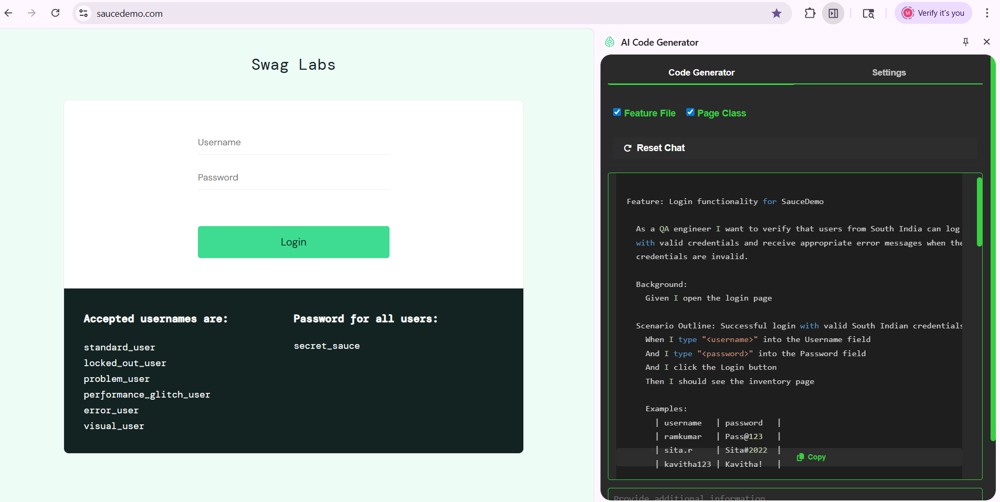 saucedemo.com
M Verify it's you
Swag Labs
Username
Password
Login
Accepted usernames are:
standard_user
locked_out_user
problem_user
performance_glitch_user
error_user
visual_user
Password for all users:
secret_sauce
AI Code Generator
Code Generator
Settings
Feature File
Page Class
Reset Chat
Feature: Login functionality for SauceDemo
As a QA engineer I want to verify that users from South India can log
with valid credentials and receive appropriate error messages when the
credentials are invalid.
Background:
Given I open the login page
Scenario Outline: Successful login with valid South Indian credentials
When I type "<username>" into the Username field
And I type "<password>" into the Password field
And I click the Login button
Then I should see the inventory page
Examples:
| username | password |
| ramkumar | Pass@123 |
| sita.r | Sita#2022 |
| kavitha123 | Kavitha! |
Copy
Provide additional information